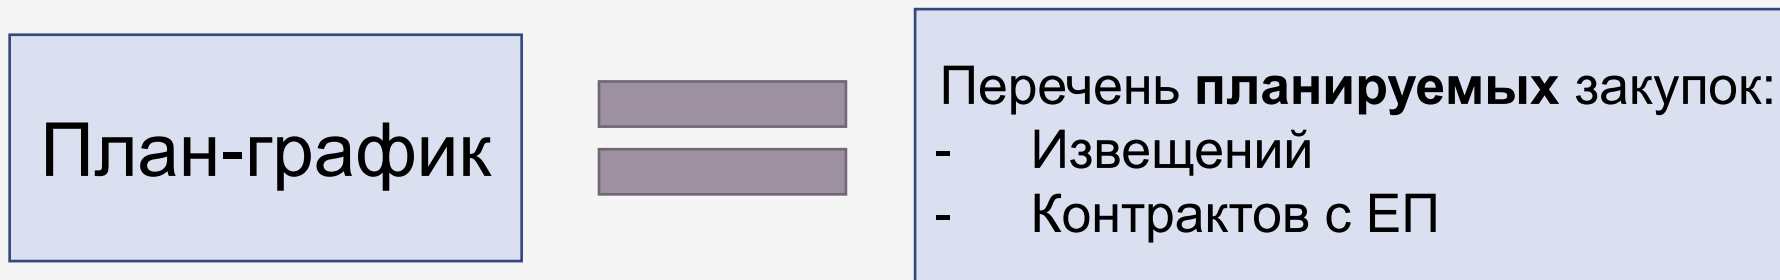 План-график
Перечень планируемых закупок:
- Извещений
- Контрактов с ЕП